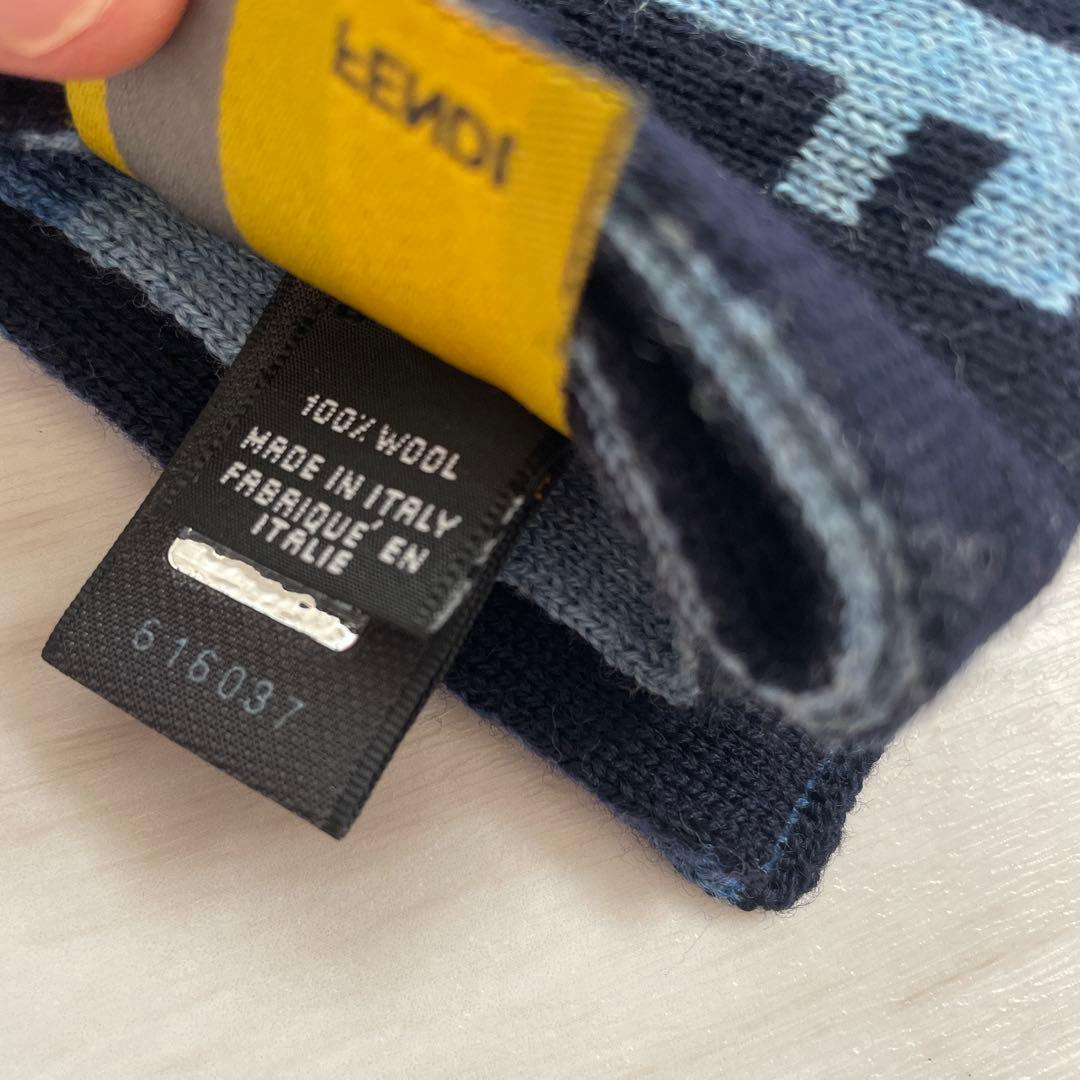 FENDI
100% WOOL
MADE IN ITALY
FABRIQUE' EN
ITALIE
616037